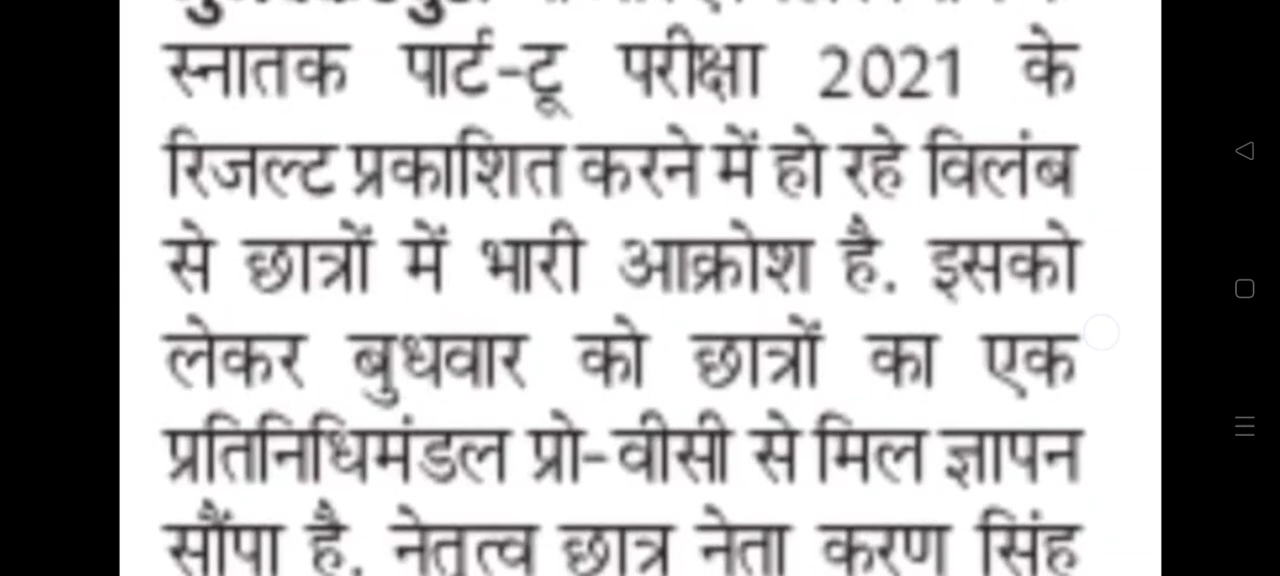 स्नातक पार्ट-टू परीक्षा 2021 के
रिजल्ट प्रकाशित करने में हो रहे विलंब
से छात्रों में भारी आक्रोश है. इसको
लेकर बुधवार को छात्रों का एक
प्रतिनिधिमंडल प्रो-वीसी से मिल ज्ञापन
सौंपा है. नेतृत्व छात्र नेता करण सिंह